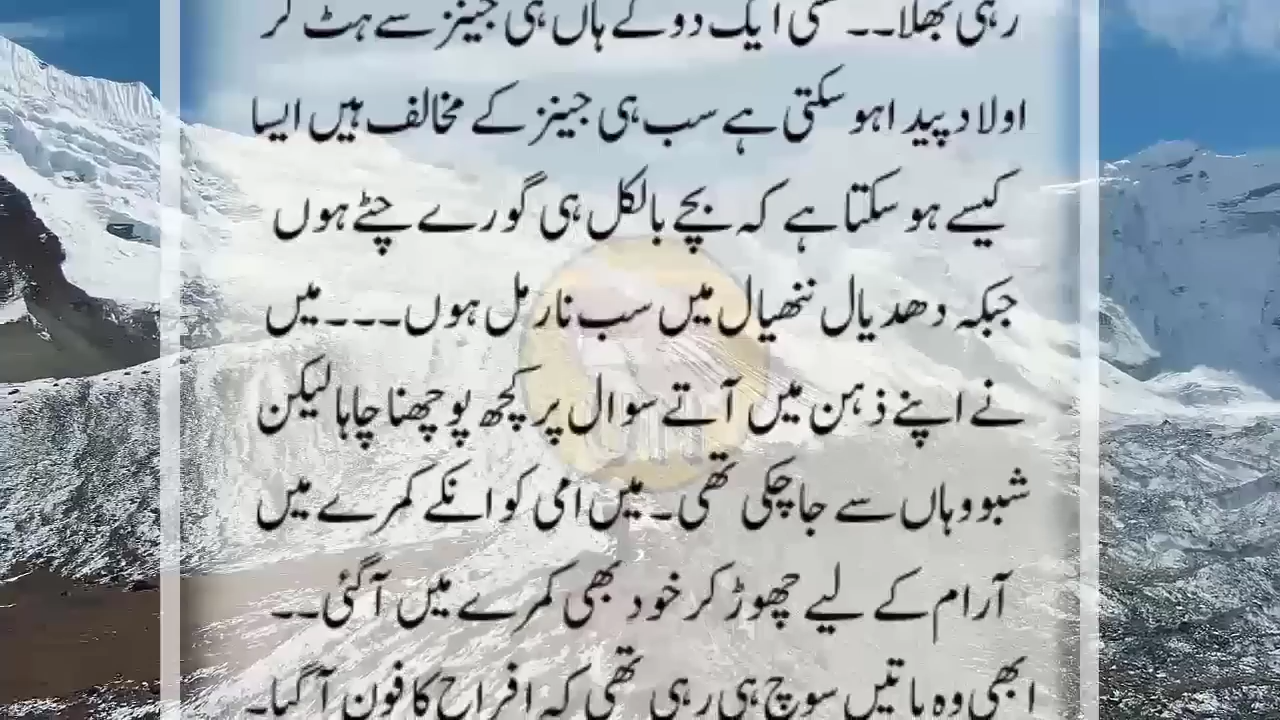 رہی بھلا۔۔ کسی ایک دو کے ہاں ہی جینز سے ہٹ کر
اولاد پیدا ہو سکتی ہے سب ہی جینز کے مخالف ہیں ایسا
کیسے ہو سکتا ہے کہ بچے بالکل ہی گورے چٹے ہوں
جبکہ دھدیال ننھیال میں سب نارمل ہوں۔۔۔ میں
نے اپنے ذہن میں آتے سوال پر کچھ پوچھنا چاہا لیکن
شبو وہاں سے جا چکی تھی۔ میں امی کو انکے کمرے میں
آرام کے لیے چھوڑ کر خود بھی کمرے میں آ گئی۔۔
ابھی وہ باتیں سوچ ہی رہی تھی کہ افراح کا فون آ گیا۔